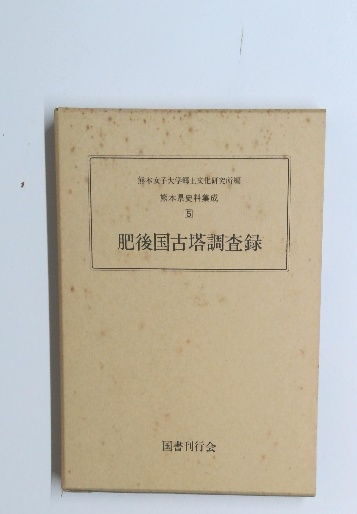 熊本女子大学郷土文化研究所編
熊本県史料集成
5
肥後国古塔調査録
国書刊行会